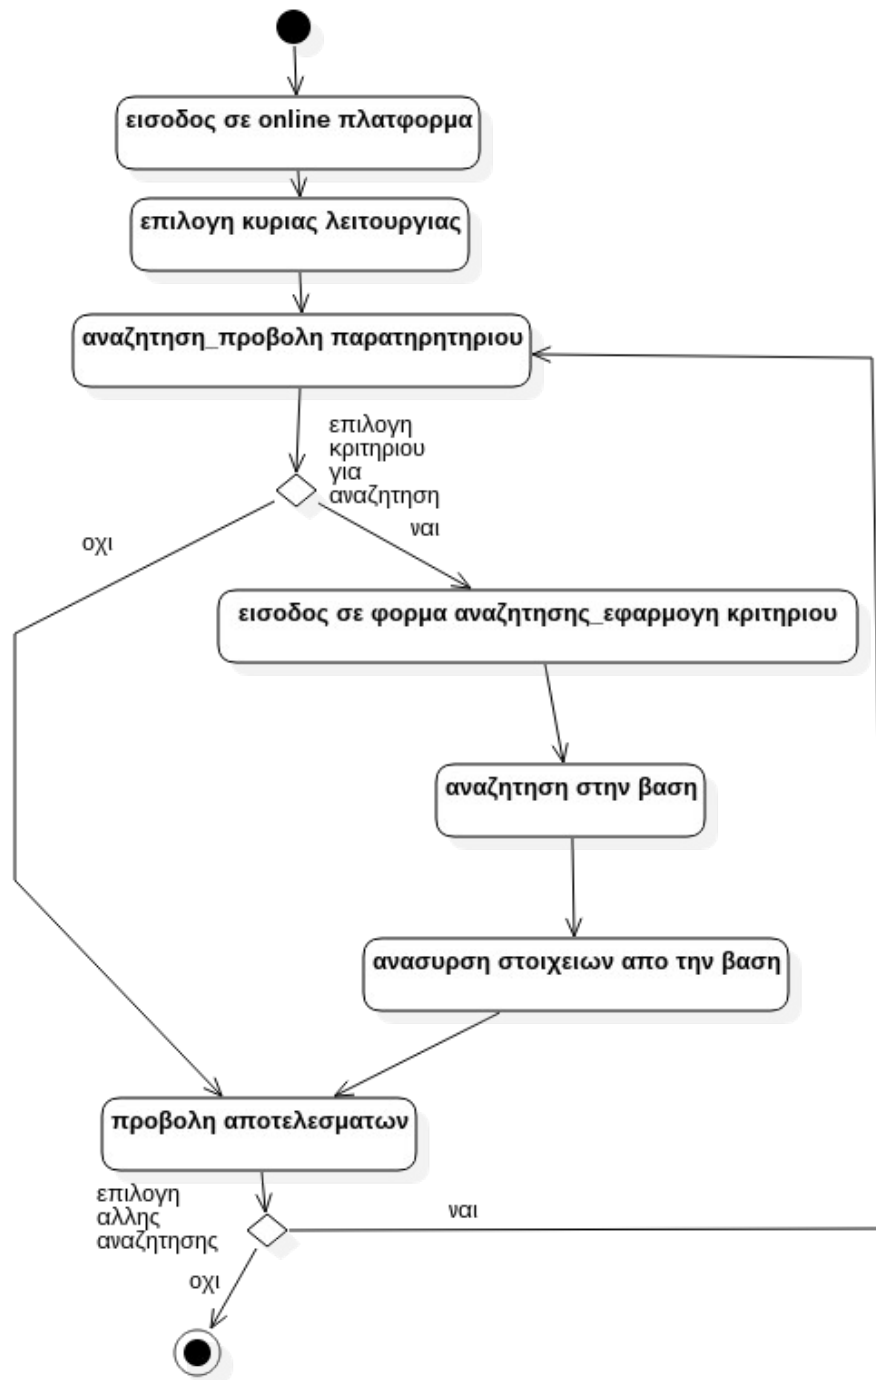 εισοδος σε online πλατφορμα
επιλογη κυριας λειτουργιας
αναζητηση_προβολη παρατηρητηριου
επιλογη
κριτηριου
για
αναζητηση
οχι
ναι
εισοδος σε φορμα αναζητησης_εφαρμογη κριτηριου
αναζητηση στην βαση
ανασυρση στοιχειων απο την βαση
προβολη αποτελεσματων
επιλογη
αλλης
αναζητησης
ναι
οχι